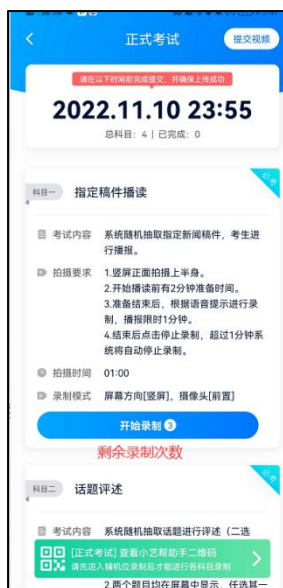 正式考试
提交视频
请在以下时间前完成提交，并确保上传成功
2022.11.10 23:55
总科目：4 | 已完成：0
必考
科目一
指定稿件播读
考试内容
系统随机抽取指定新闻稿件，考生进
行播报。
拍摄要求
1.竖屏正面拍摄上半身。
2.开始播读前有2分钟准备时间。
3.准备结束后，根据语音提示进行录
制，播报限时1分钟。
4.结束后点击停止录制，超过1分钟系
统将自动停止录制。
拍摄时间
01:00
录制模式
屏幕方向[竖屏]，摄像头[前置]
开始录制 3
剩余录制次数
必考
科目二
话题评述
考试内容
系统随机抽取话题进行评述（二选
[正式考试] 查看小艺帮助手二维码
请先进入辅机位录制后才能进行各科目录制
2.两个题目均在屏幕中显示，任选其一